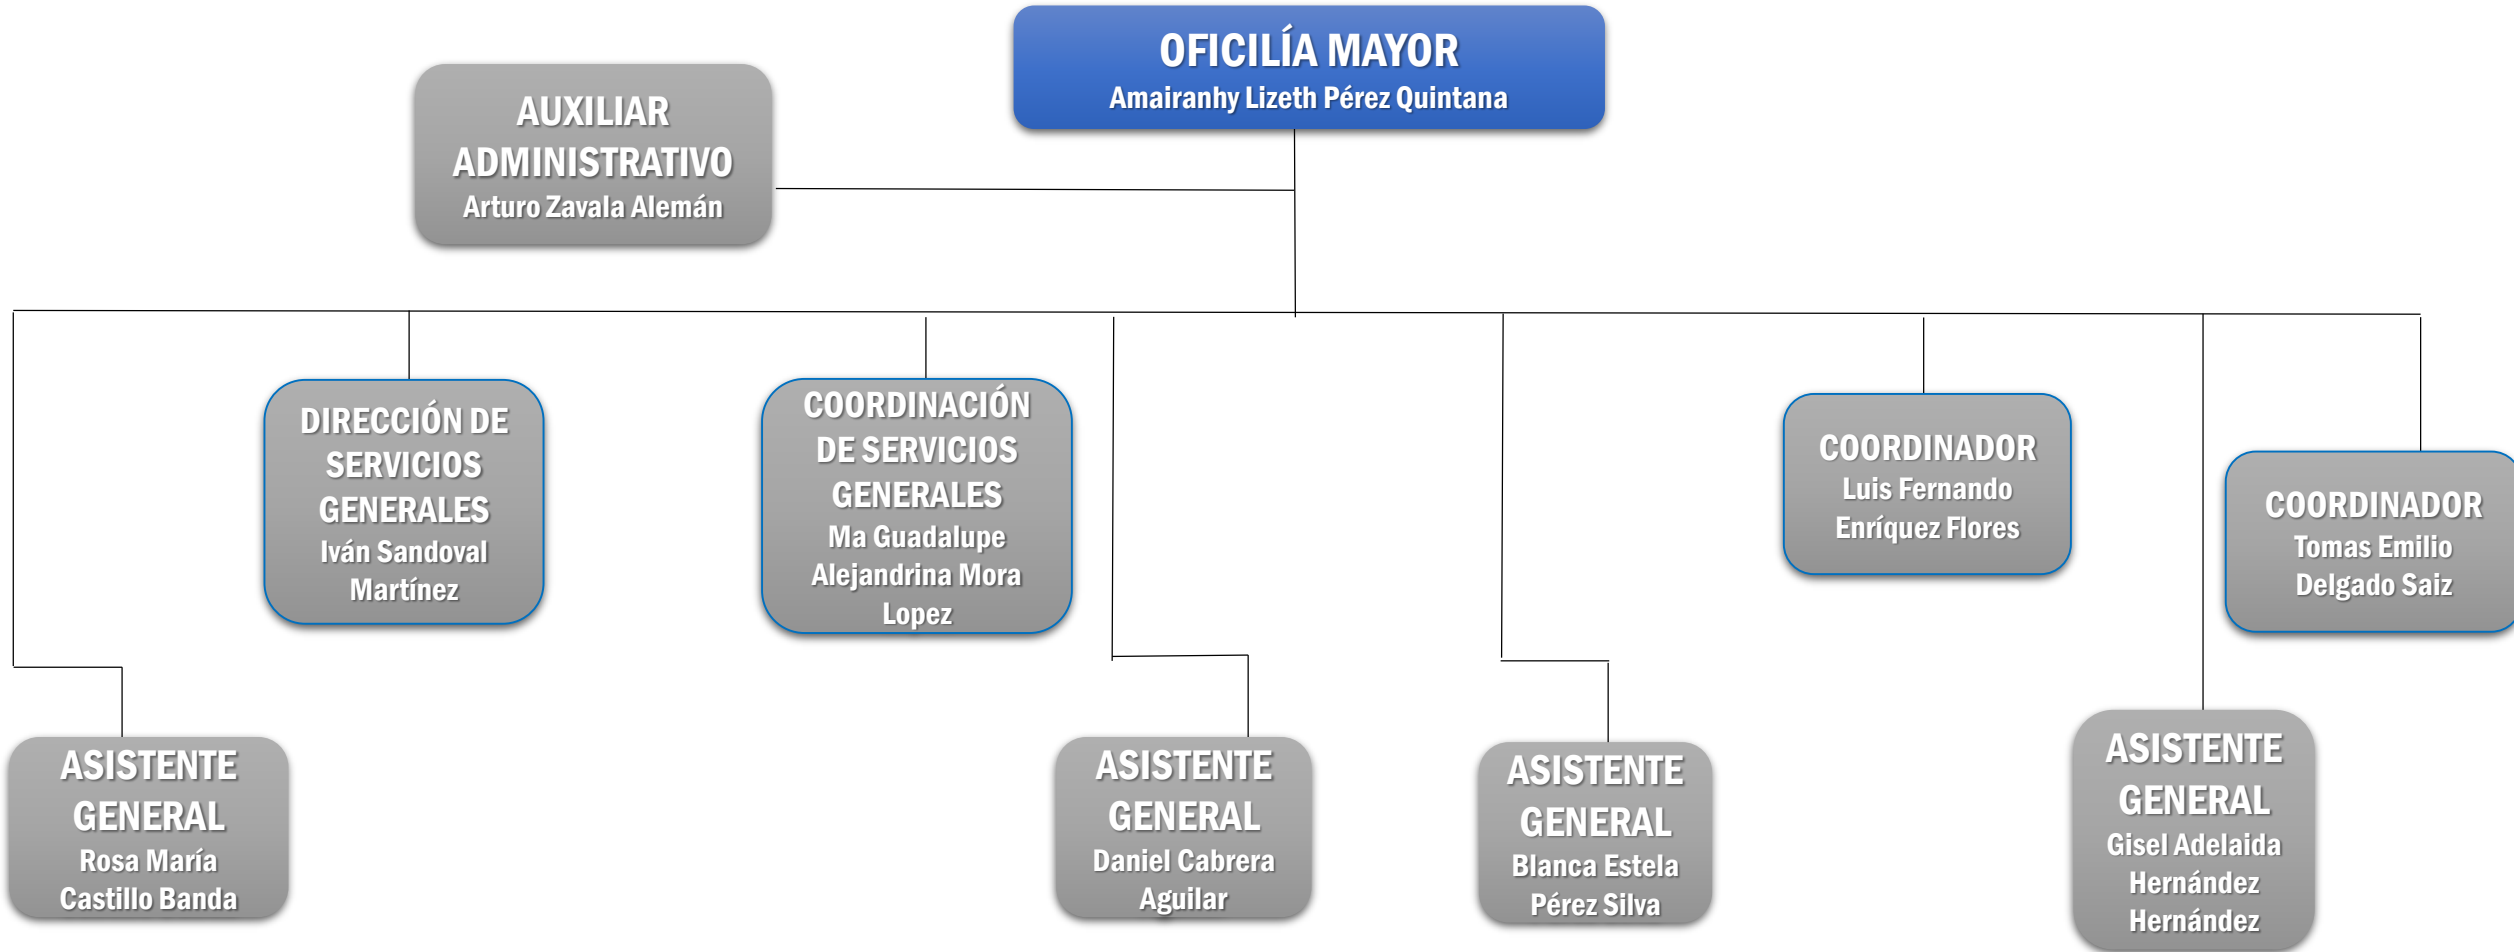 OFICILÍA MAYOR
Amairanhy Lizeth Pérez Quintana
AUXILIAR
ADMINISTRATIVO
Arturo Zavala Alemán
DIRECCIÓN DE
SERVICIOS
GENERALES
Iván Sandoval
Martínez
COORDINACIÓN
DE SERVICIOS
GENERALES
Ma Guadalupe
Alejandrina Mora
Lopez
COORDINADOR
Luis Fernando
Enríquez Flores
COORDINADOR
Tomas Emilio
Delgado Saiz
ASISTENTE
GENERAL
Rosa María
Castillo Banda
ASISTENTE
GENERAL
Daniel Cabrera
Aguilar
ASISTENTE
GENERAL
Blanca Estela
Pérez Silva
ASISTENTE
GENERAL
Gisel Adelaida
Hernández
Hernández